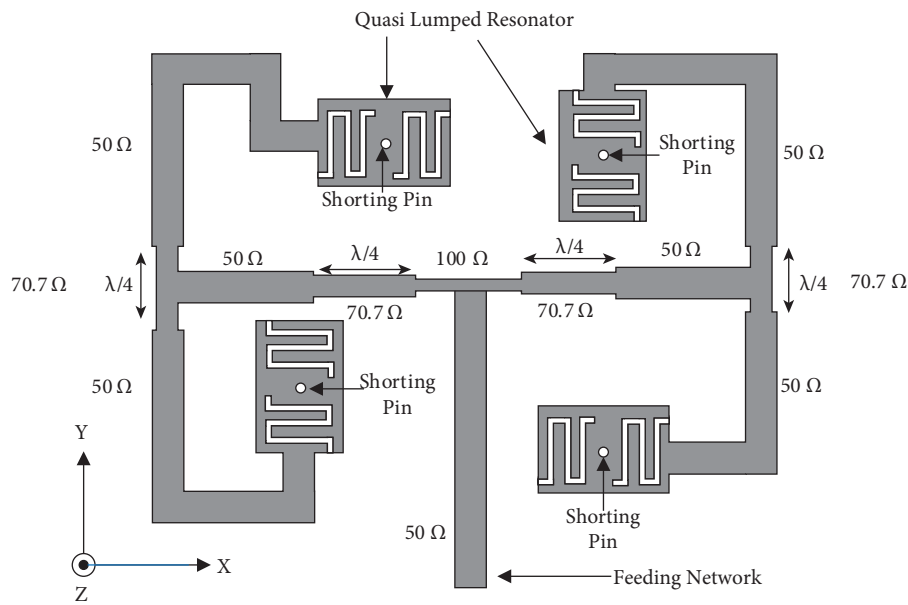 Quasi Lumped Resonator
50 Ω
Shorting Pin
Shorting
Pin
50 Ω
70.7 Ω
λ/4
50 Ω
λ/4
100 Ω
λ/4
50 Ω
λ/4
70.7 Ω
70.7 Ω
70.7 Ω
50 Ω
Shorting
Pin
50 Ω
Y
50 Ω
Shorting
Pin
X
Z
Feeding Network